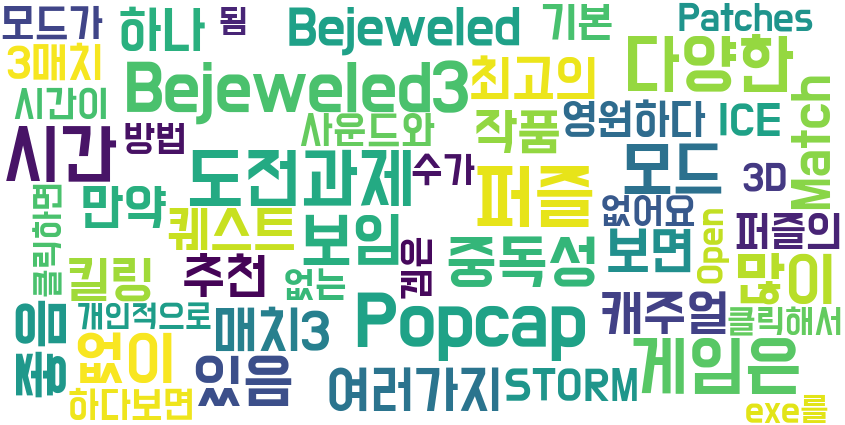 모드가 하나 됨 Bejeweled 기본 Patches
3매치 Bejeweled3 최고의 다양한
시간이 사운드와 작품 영원하다 ICE Match
시간 방법 도전과제 수가 퍼즐 모드 3D
클릭하면 만약 퀘스트 보임 없어요 Open 퍼즐의
킬링 추천 없는 겜은 중독성 보면 많이
좋음 개인적으로 매치3 Popcap 캐주얼 클릭해서
없이 있음 여러가지 STORM 게임은
하다보면 exe를